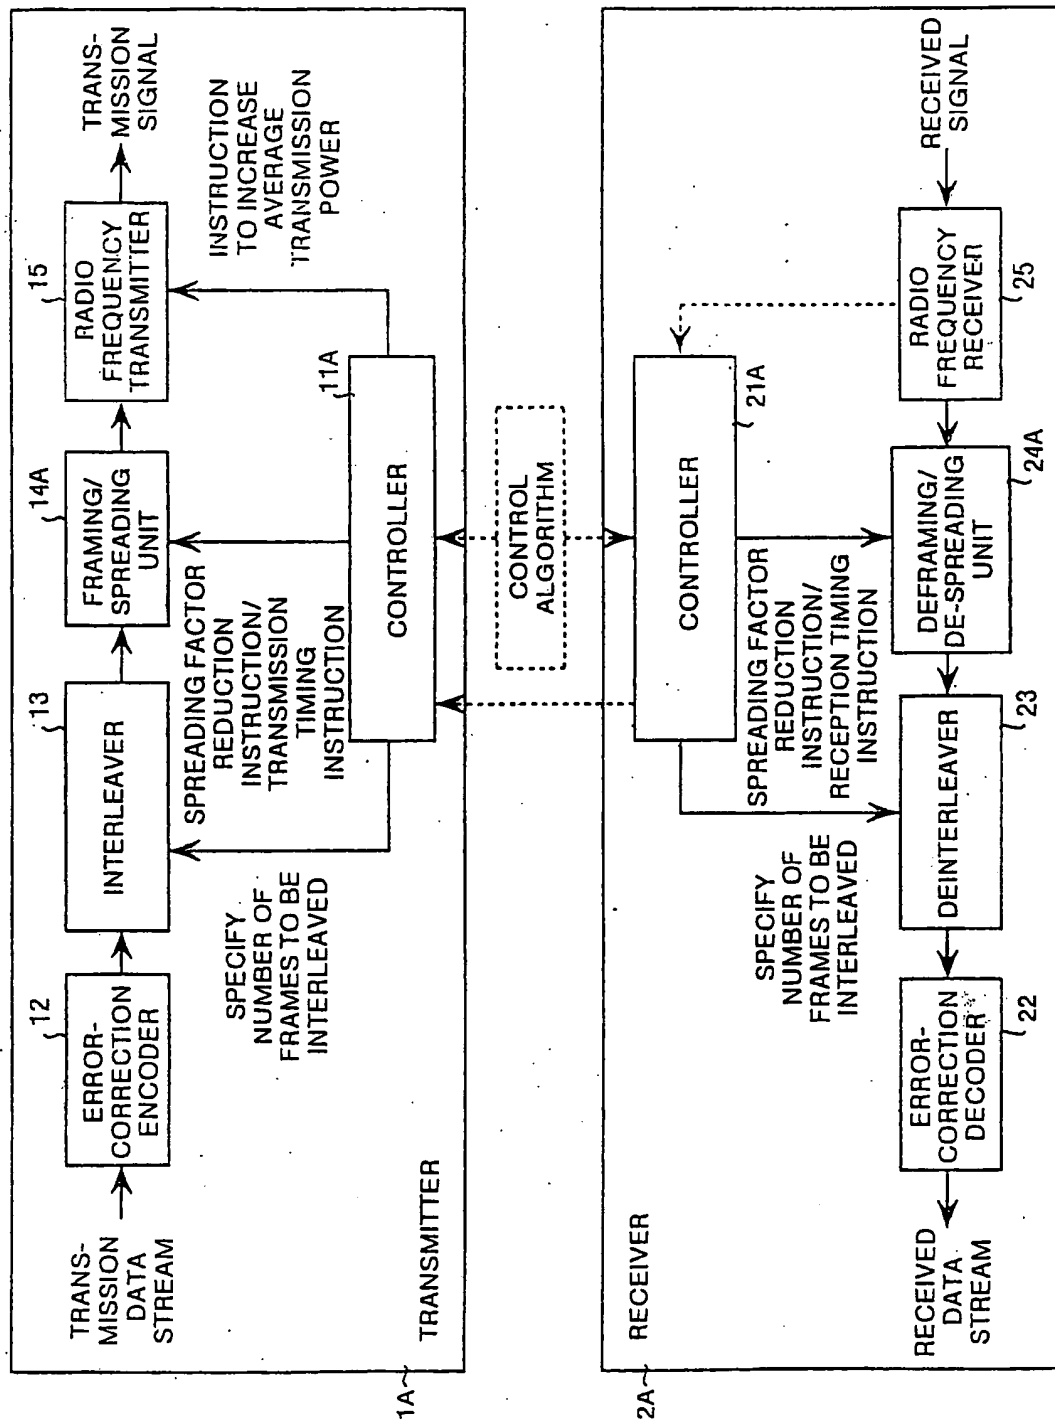 1A
TRANSMITTER
TRANS-
MISSION
DATA
STREAM
12
ERROR-
CORRECTION
ENCODER
13
INTERLEAVER
14A
FRAMING/
SPREADING
UNIT
15
RADIO
FREQUENCY
TRANSMITTER
TRANS-
MISSION
SIGNAL
SPECIFY
NUMBER OF
FRAMES TO BE
INTERLEAVED
SPREADING FACTOR
REDUCTION
INSTRUCTION/
TRANSMISSION
TIMING
INSTRUCTION
INSTRUCTION
TO INCREASE
AVERAGE
TRANSMISSION
POWER
11A
CONTROLLER
CONTROL
ALGORITHM
2A
RECEIVER
CONTROLLER
21A
SPECIFY
NUMBER OF
FRAMES TO BE
INTERLEAVED
SPREADING FACTOR
REDUCTION
INSTRUCTION/
RECEPTION TIMING
INSTRUCTION
RECEIVED
DATA
STREAM
ERROR-
CORRECTION
DECODER
22
DEINTERLEAVER
23
DEFRAMING/
DE-SPREADING
UNIT
24A
RADIO
FREQUENCY
RECEIVER
25
RECEIVED
SIGNAL